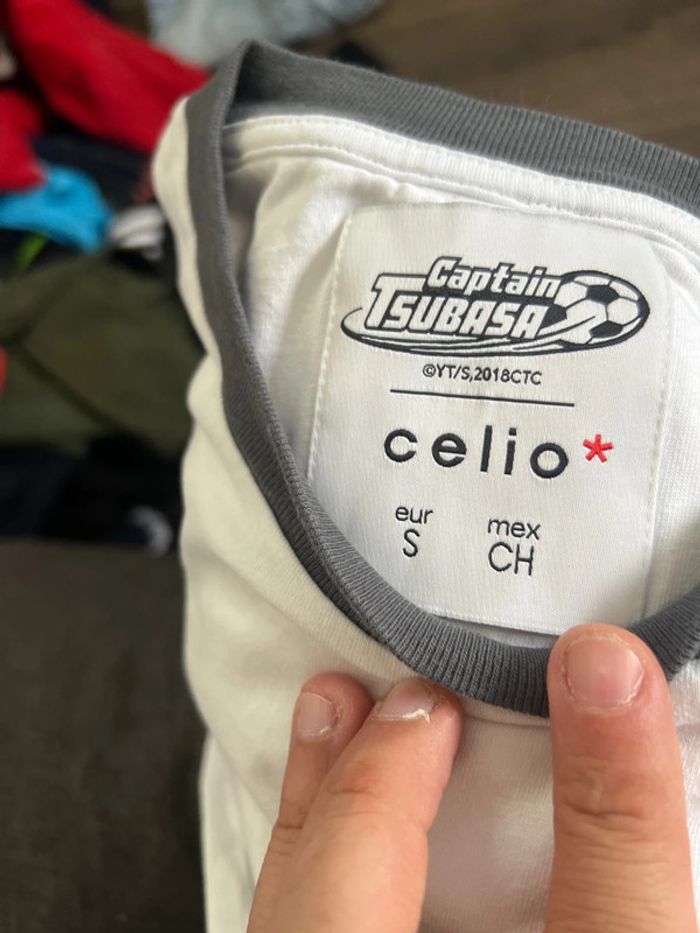 Captain
TSUBASA
©YT/S,2018CTC
celio*
eur mex
S CH